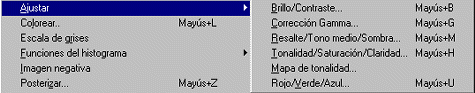 Ajustar
Colorear... Mayús+L
Escala de grises
Funciones del histograma
Imagen negativa
Posterizar... Mayús+Z
Brillo/Contraste... Mayús+B
Corrección Gamma... Mayús+G
Resalte/Tono medio/Sombra... Mayús+M
Tonalidad/Saturación/Claridad... Mayús+H
Mapa de tonalidad...
Rojo/Verde/Azul... Mayús+U